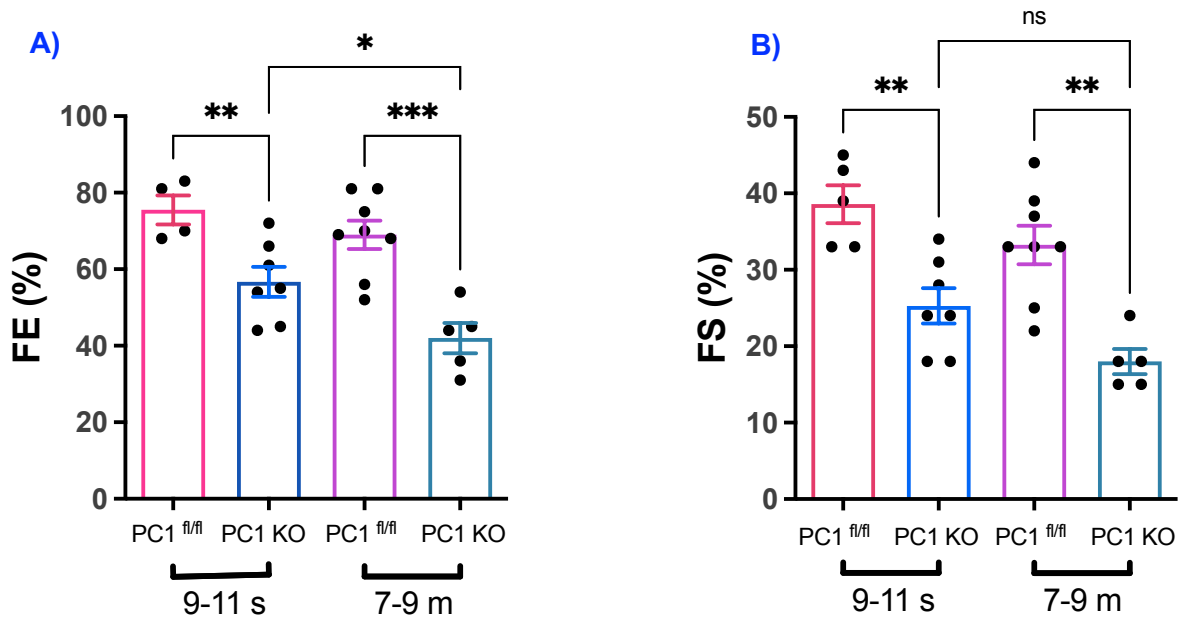 A)
*
**
***
FE (%)
100
80
60
40
20
0
PC1 fl/fl PC1 KO PC1 fl/fl PC1 KO
9-11 s 7-9 m
B)
ns
**
**
FS (%)
50
40
30
20
10
0
PC1 fl/fl PC1 KO PC1 fl/fl PC1 KO
9-11 s 7-9 m